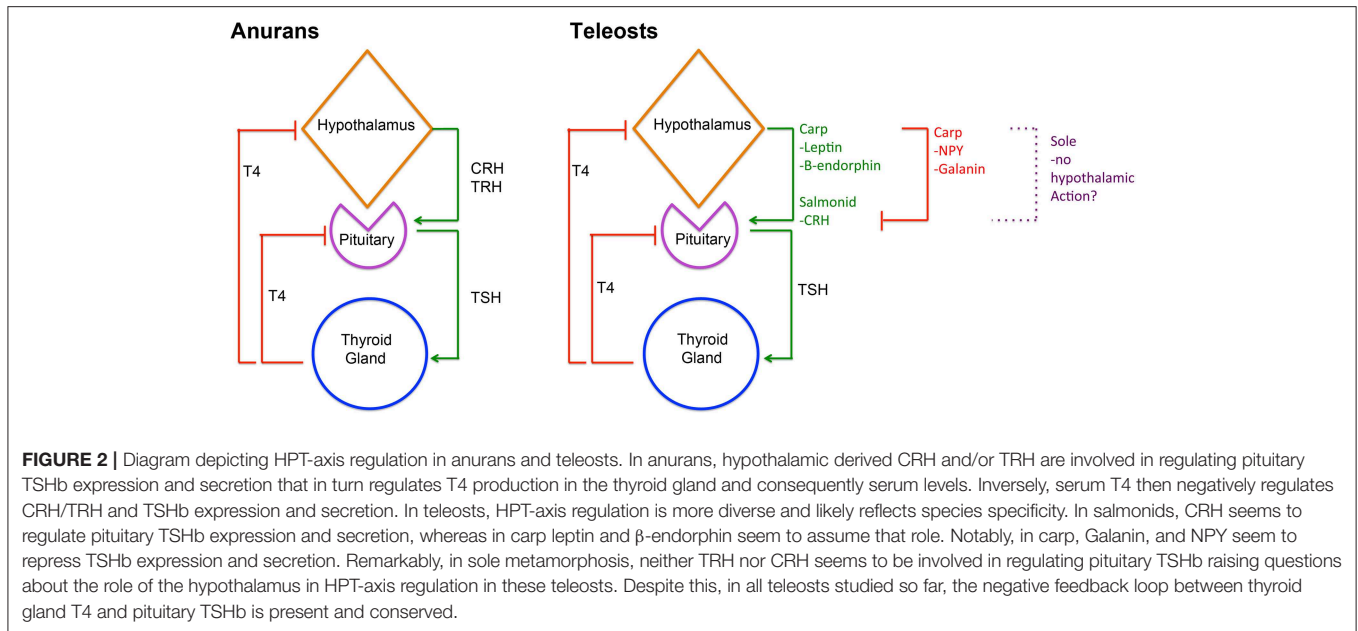 Anurans
Teleosts
Hypothalamus
T4
CRH
TRH
Pituitary
T4
TSH
Thyroid
Gland
Hypothalamus
T4
Carp
-Leptin
-B-endorphin
Salmonid
-CRH
Carp
-NPY
-Galanin
Sole
-no
hypothalamic
Action?
Pituitary
T4
TSH
Thyroid
Gland
FIGURE 2 | Diagram depicting HPT-axis regulation in anurans and teleosts. In anurans, hypothalamic derived CRH and/or TRH are involved in regulating pituitary
TSHb expression and secretion that in turn regulates T4 production in the thyroid gland and consequently serum levels. Inversely, serum T4 then negatively regulates
CRH/TRH and TSHb expression and secretion. In teleosts, HPT-axis regulation is more diverse and likely reflects species specificity. In salmonids, CRH seems to
regulate pituitary TSHb expression and secretion, whereas in carp leptin and β-endorphin seem to assume that role. Notably, in carp, Galanin, and NPY seem to
repress TSHb expression and secretion. Remarkably, in sole metamorphosis, neither TRH nor CRH seems to be involved in regulating pituitary TSHb raising questions
about the role of the hypothalamus in HPT-axis regulation in these teleosts. Despite this, in all teleosts studied so far, the negative feedback loop between thyroid
gland T4 and pituitary TSHb is present and conserved.